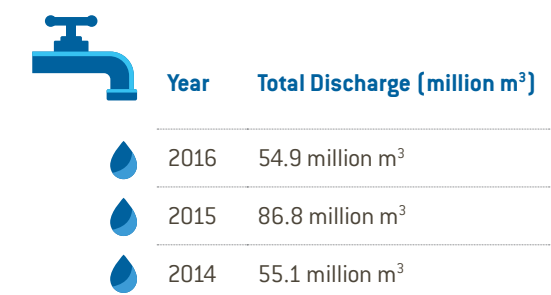 Year Total Discharge (million m³)
2016 54.9 million m³
2015 86.8 million m³
2014 55.1 million m³